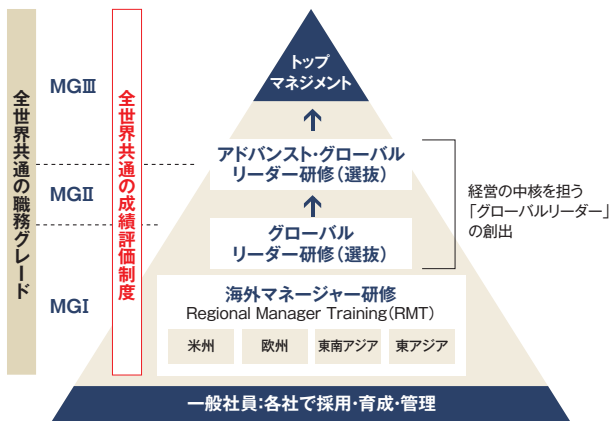 全世界共通の職務グレード
MGⅢ
MGⅡ
MGⅠ
全世界共通の成績評価制度
トップ
マネジメント
アドバンスト・グローバル
リーダー研修（選抜）
グローバル
リーダー研修（選抜）
経営の中核を担う
「グローバルリーダー」
の創出
海外マネージャー研修
Regional Manager Training（RMT）
米州
欧州
東南アジア
東アジア
一般社員：各社で採用・育成・管理